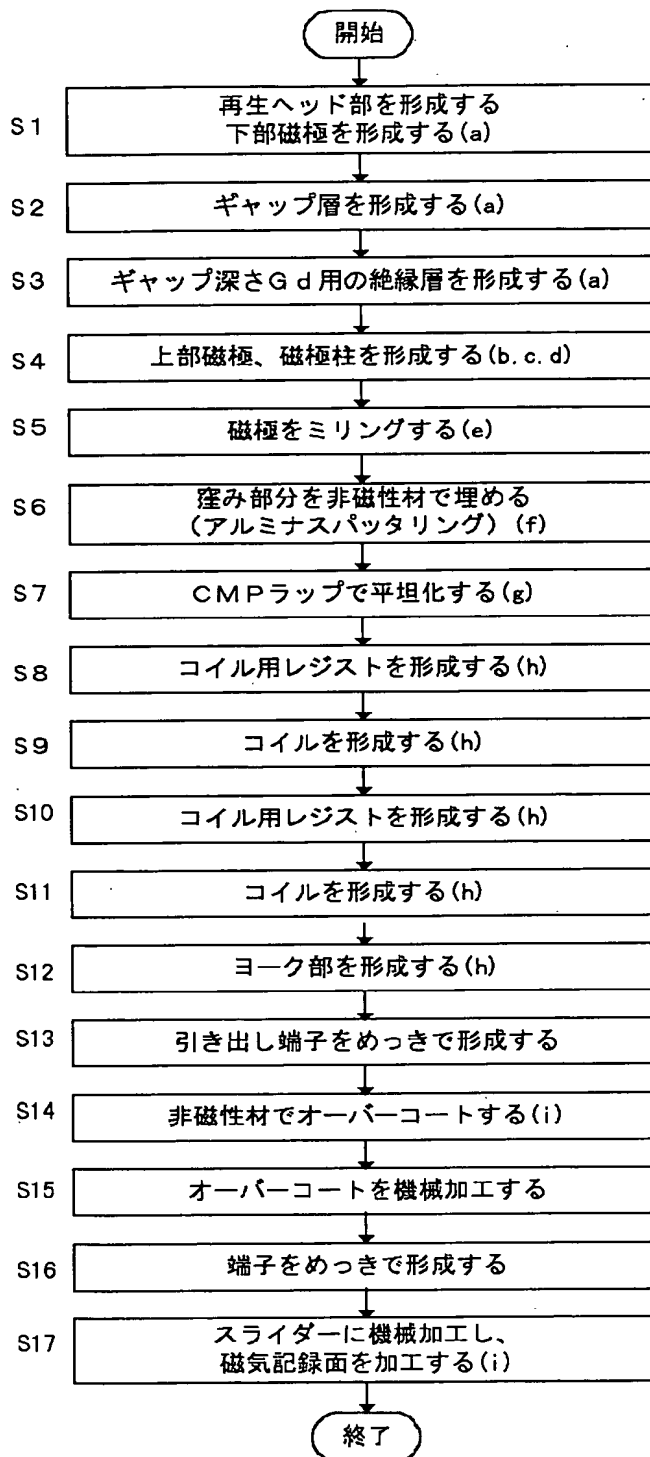 開始
S1
再生ヘッド部を形成する
下部磁極を形成する(a)
S2
ギャップ層を形成する(a)
S3
ギャップ深さGd用の絶縁層を形成する(a)
S4
上部磁極、磁極柱を形成する(b.c.d)
S5
磁極をミリングする(e)
S6
窪み部分を非磁性材で埋める
(アルミナスパッタリング)(f)
S7
CMPラップで平坦化する(g)
S8
コイル用レジストを形成する(h)
S9
コイルを形成する(h)
S10
コイル用レジストを形成する(h)
S11
コイルを形成する(h)
S12
ヨーク部を形成する(h)
S13
引き出し端子をめっきで形成する
S14
非磁性材でオーバーコートする(i)
S15
オーバーコートを機械加工する
S16
端子をめっきで形成する
S17
スライダーに機械加工し、
磁気記録面を加工する(i)
終了